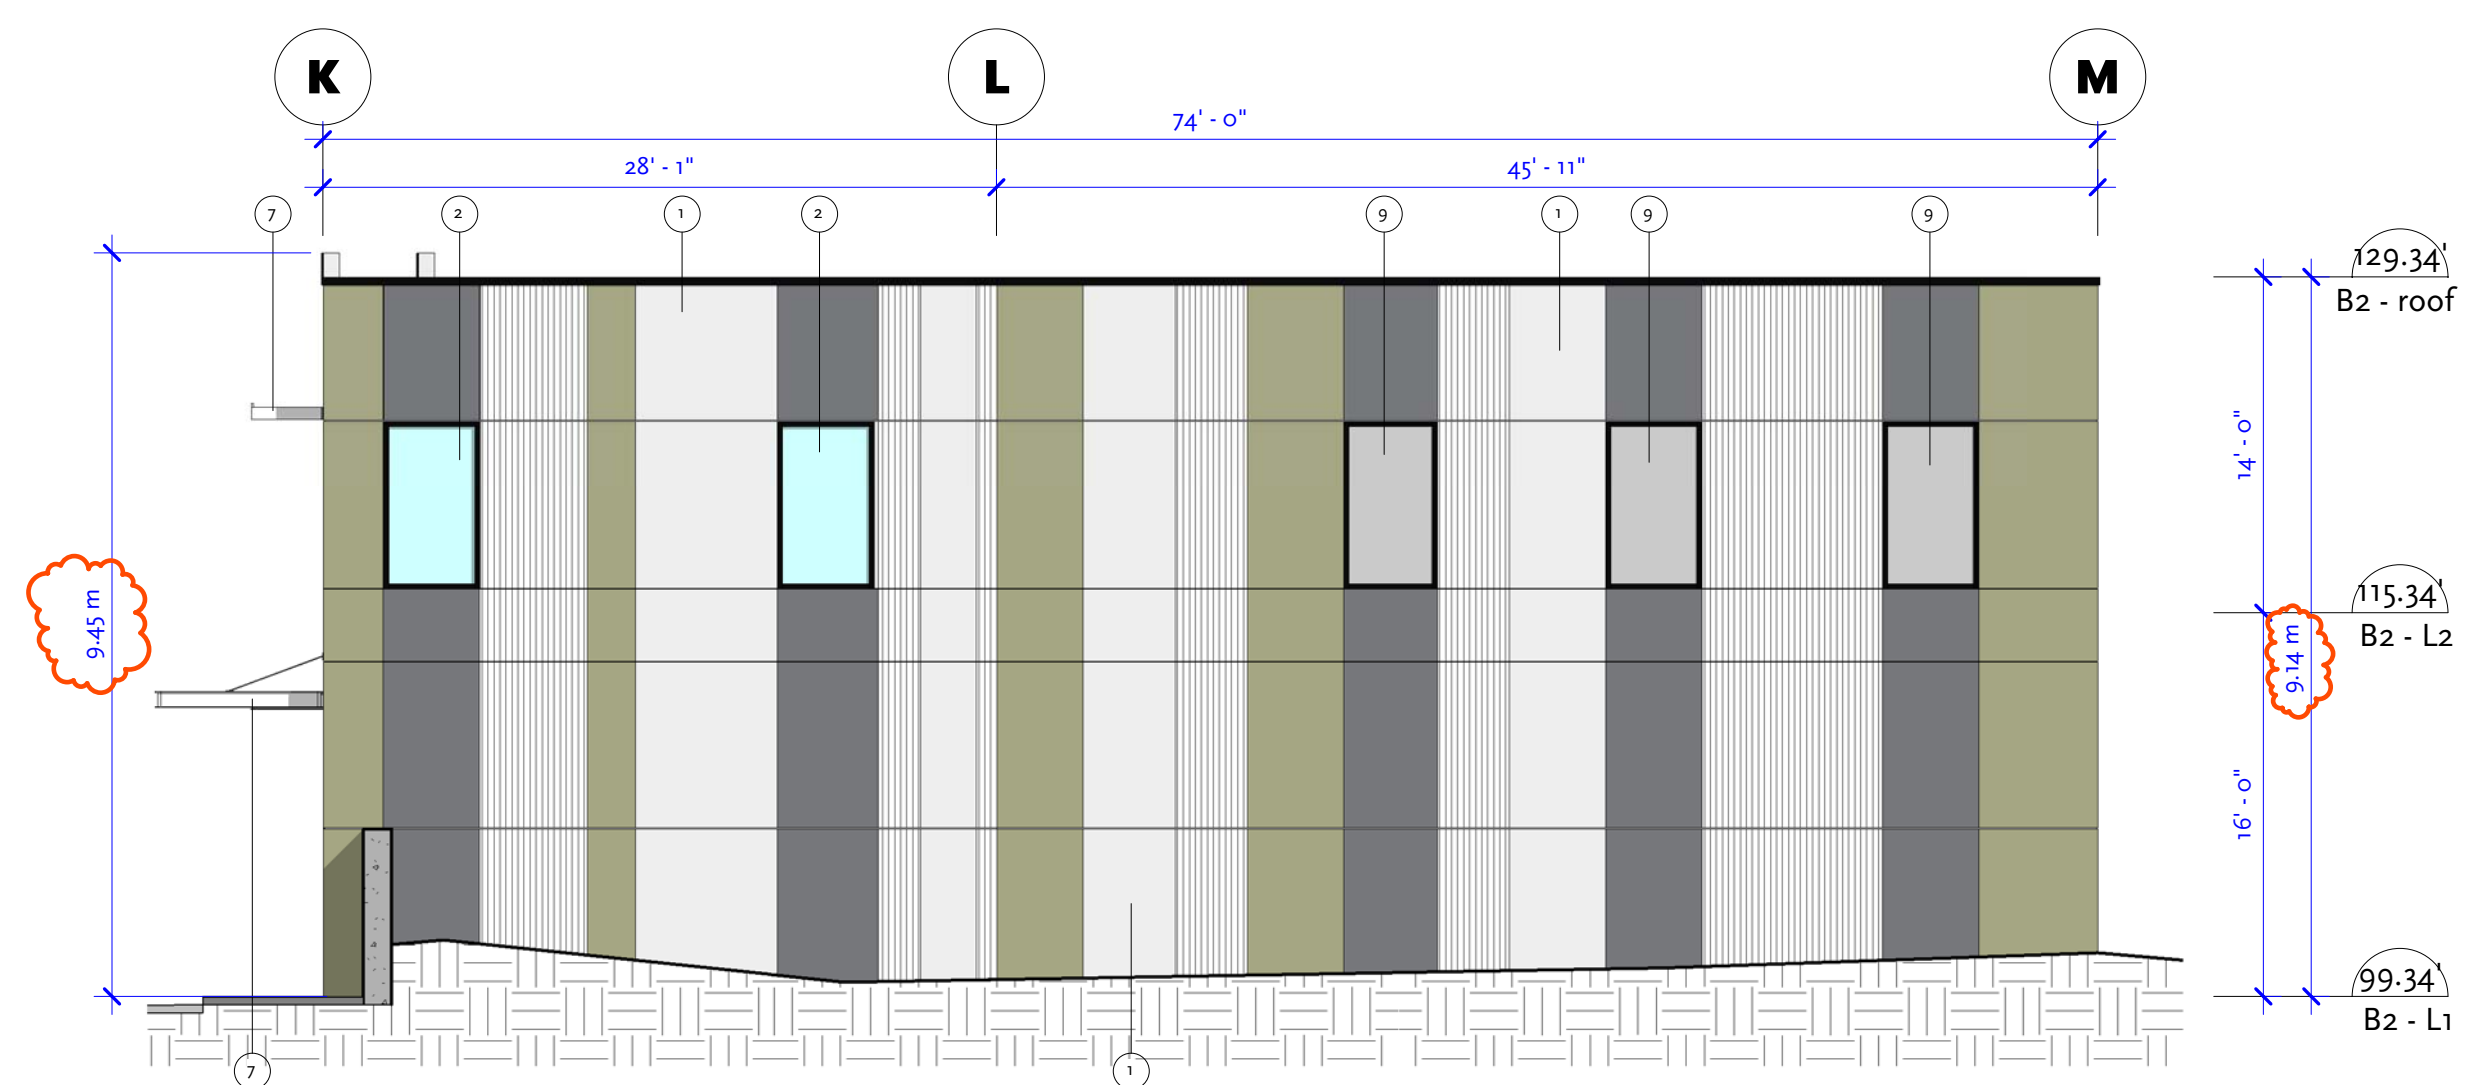 K
L
M
74' - 0"
28' - 1"
45' - 11"
7
2
1
2
9
1
9
9
129.34'
B2 - roof
14' - 0"
9.45 m
115.34'
B2 - L2
9.14 m
16' - 0"
99.34'
B2 - L1
7
1